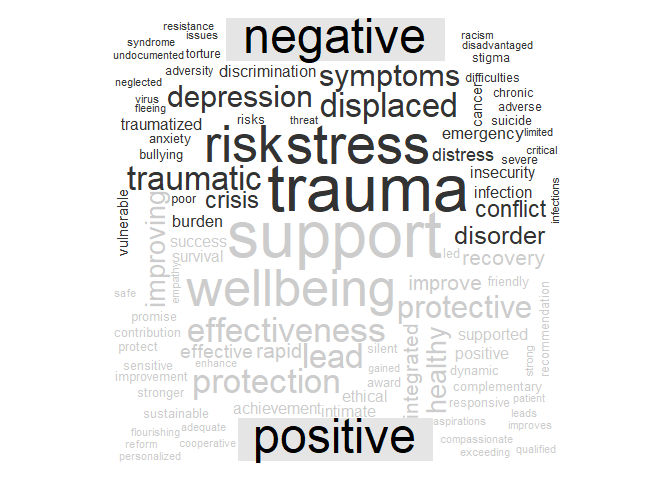 resistance
negative
racism
syndrome issues
disadvantaged
undocumented torture
stigma
adversity discrimination symptoms difficulties
neglected
depression displaced cancer chronic
virus
fleeing
adverse
traumatized risks threat suicide
anxiety risk stress emergency limited
bullying distress critical
severe
traumatic trauma insecurity
vulnerable poor crisis infection infections
burden conflict
improving support disorder
success
survival led recovery
empathy wellbeing improve friendly
safe
protective recommendation
promise
contribution effectiveness integrated healthy supported
protect effective rapid lead silent positive strong
enhance
sensitive gained dynamic
improvement protection award complementary
stronger ethical responsive patient
sustainable achievement intimate leads
positive aspirations improves
flourishing adequate
reform cooperative compassionate qualified
personalized exceeding